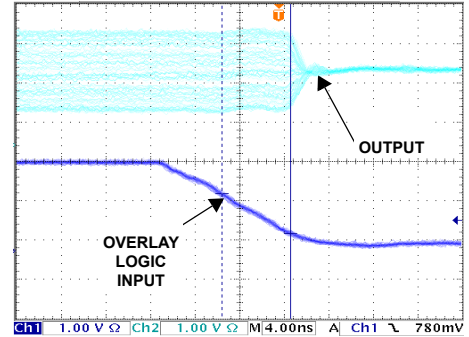 T
OUTPUT
OVERLAY
LOGIC
INPUT
Ch1 1.00 V Ω Ch2 1.00 V Ω M 4.00ns A Ch1 780mV